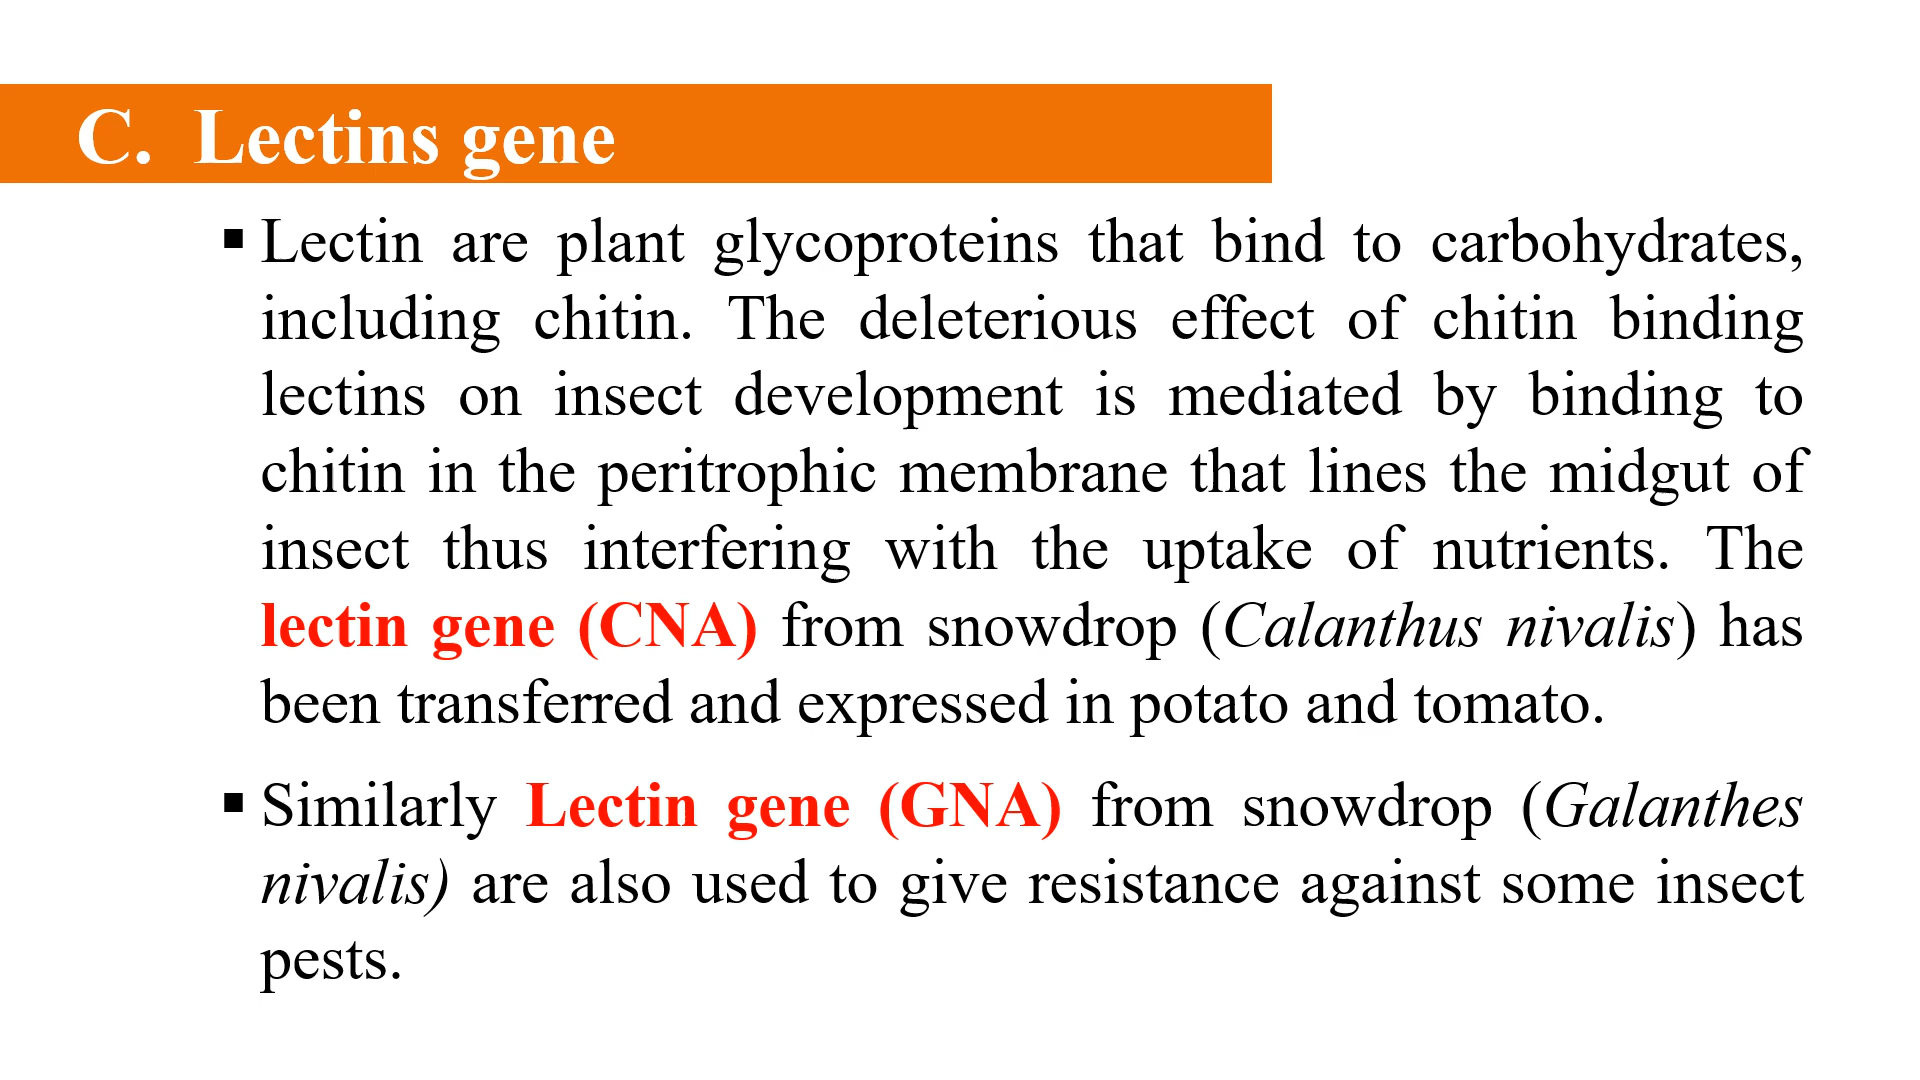 C. Lectins gene
▪ Lectin are plant glycoproteins that bind to carbohydrates,
including chitin. The deleterious effect of chitin binding
lectins on insect development is mediated by binding to
chitin in the peritrophic membrane that lines the midgut of
insect thus interfering with the uptake of nutrients. The
lectin gene (CNA) from snowdrop (Calanthus nivalis) has
been transferred and expressed in potato and tomato.
▪ Similarly Lectin gene (GNA) from snowdrop (Galanthes
nivalis) are also used to give resistance against some insect
pests.